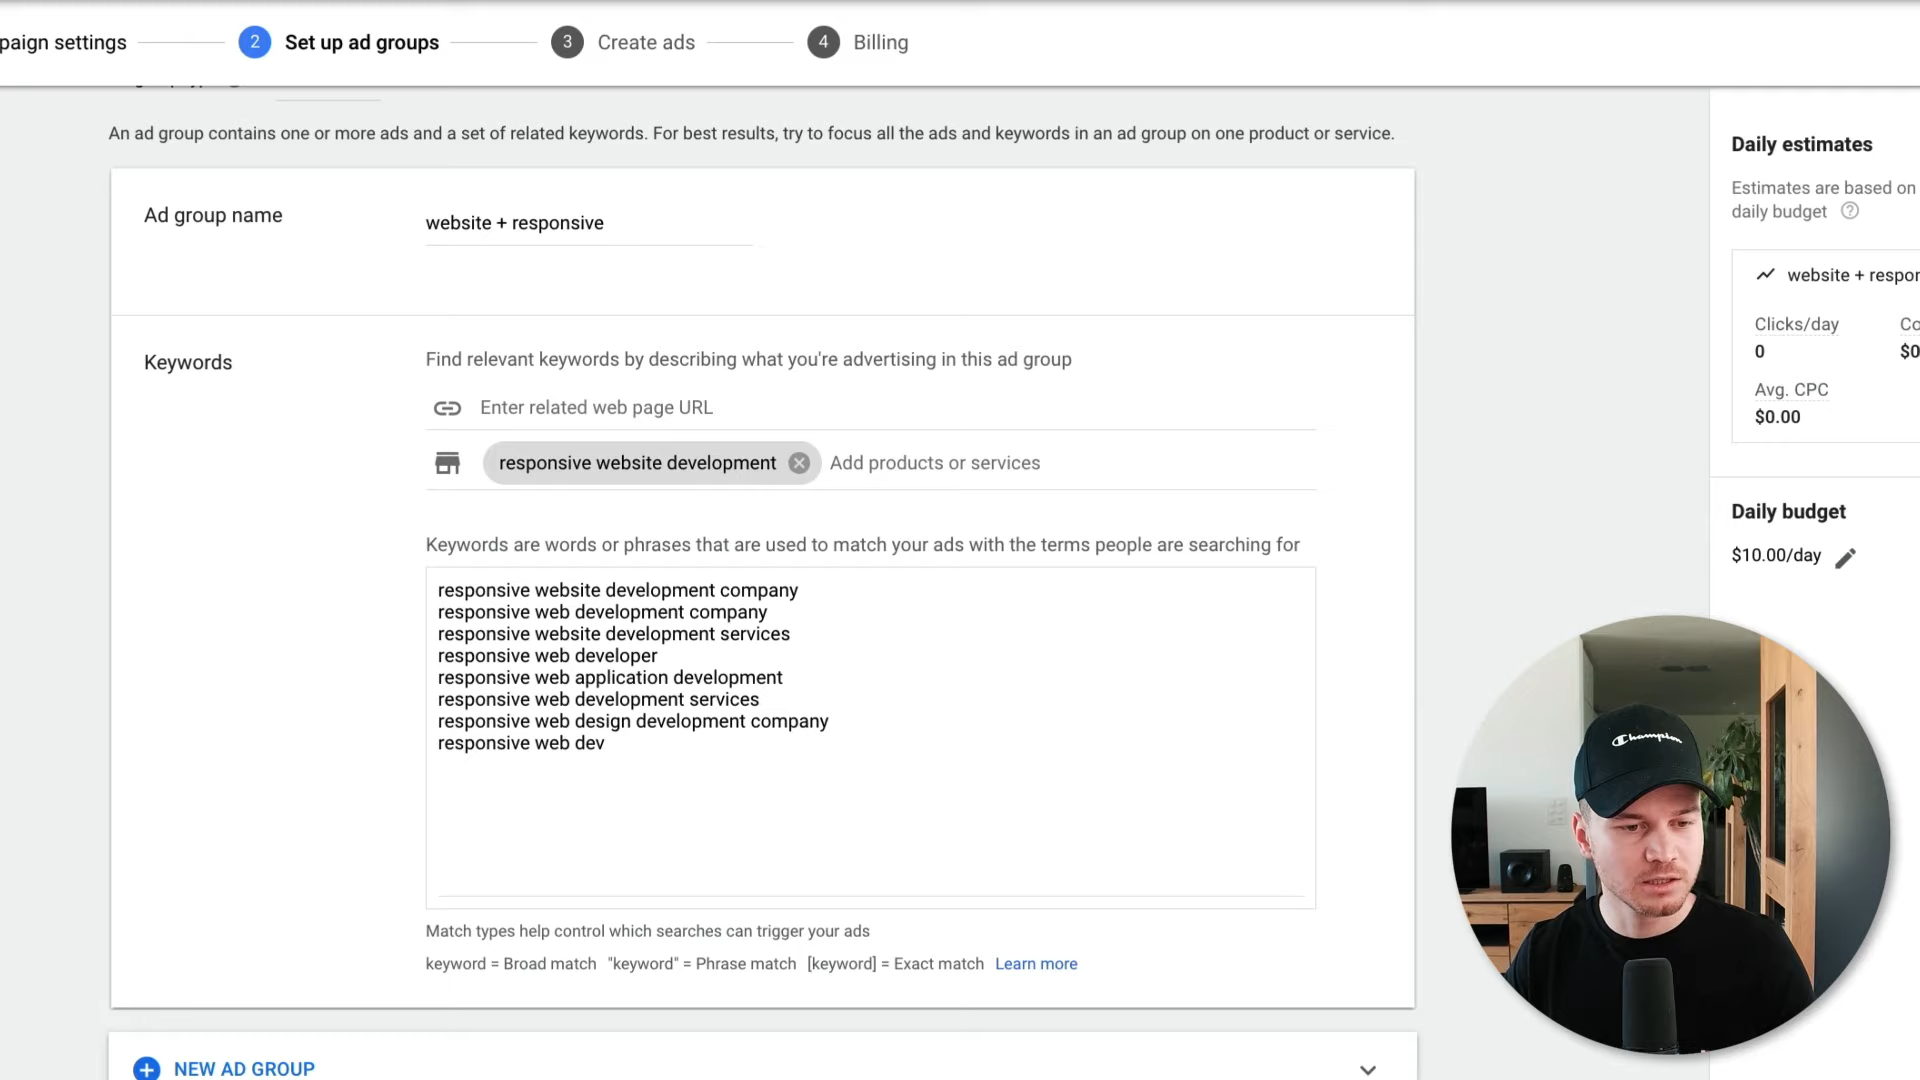 paign settings
2 Set up ad groups
3 Create ads
4 Billing
An ad group contains one or more ads and a set of related keywords. For best results, try to focus all the ads and keywords in an ad group on one product or service.
Ad group name
website + responsive
Keywords
Find relevant keywords by describing what you're advertising in this ad group
Enter related web page URL
responsive website development Add products or services
Keywords are words or phrases that are used to match your ads with the terms people are searching for
responsive website development company
responsive web development company
responsive website development services
responsive web developer
responsive web application development
responsive web development services
responsive web design development company
responsive web dev
Match types help control which searches can trigger your ads
keyword = Broad match "keyword" = Phrase match [keyword] = Exact match Learn more
NEW AD GROUP
Daily estimates
Estimates are based on
daily budget
website + respon
Clicks/day Co
0 $0
Avg. CPC
$0.00
Daily budget
$10.00/day
Champion